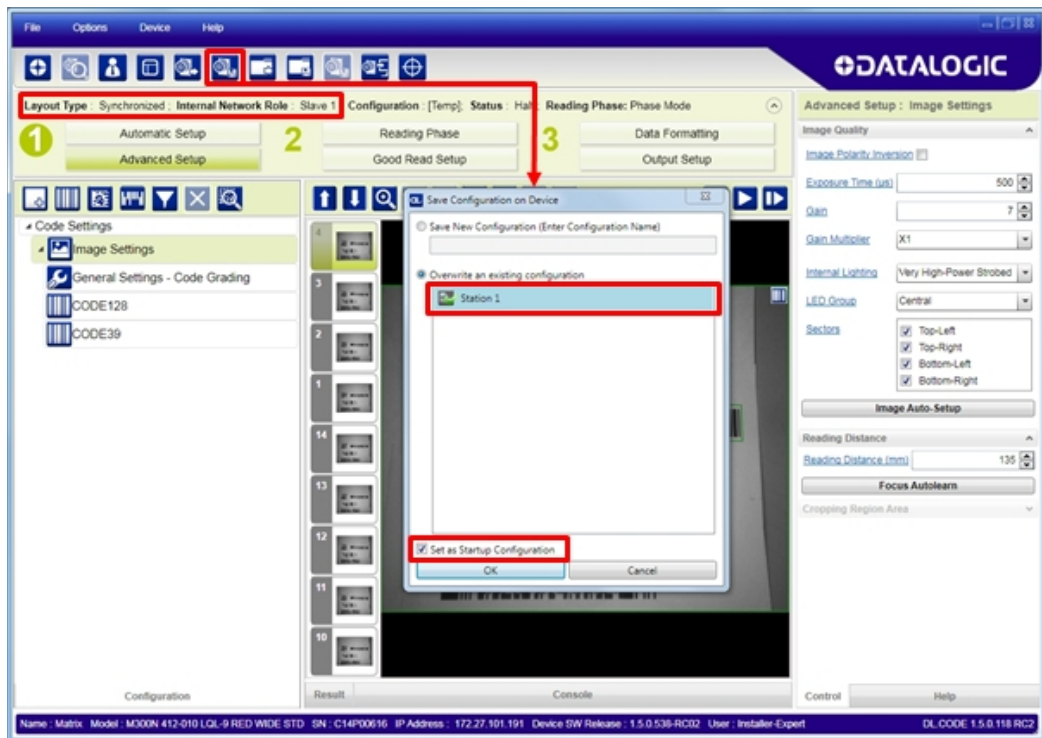 File Options Device Help
DATALOGIC
Layout Type : Synchronized ; Internal Network Role : Slave 1 Configuration : [Temp]; Status : Halt Reading Phase: Phase Mode
1 Automatic Setup
Advanced Setup
2 Reading Phase
Good Read Setup
3 Data Formatting
Output Setup
Code Settings
Image Settings
General Settings - Code Grading
CODE128
CODE39
Configuration
4
3
2
1
14
13
12
11
10
Save Configuration on Device
Save New Configuration (Enter Configuration Name)
Overwrite an existing configuration
Station 1
Set as Startup Configuration
OK Cancel
Result Console
Advanced Setup : Image Settings
Image Quality
Image Polarity Inversion
Exposure Time (us) 500
Gain 7
Gain Multiplier X1
Internal Lighting Very High-Power Strobed
LED Group Central
Sectors Top-Left
Top-Right
Bottom-Left
Bottom-Right
Image Auto-Setup
Reading Distance
Reading Distance (mm) 135
Focus Autolearn
Cropping Region Area
Control Help
Name : Matrix Model : M300N 412-010 LQL-9 RED WIDE STD SN : C14P00616 IP Address : 172.27.101.191 Device SW Release : 1.5.0.538-RC02 User : Installer-Expert DL.CODE 1.5.0.118 RC2